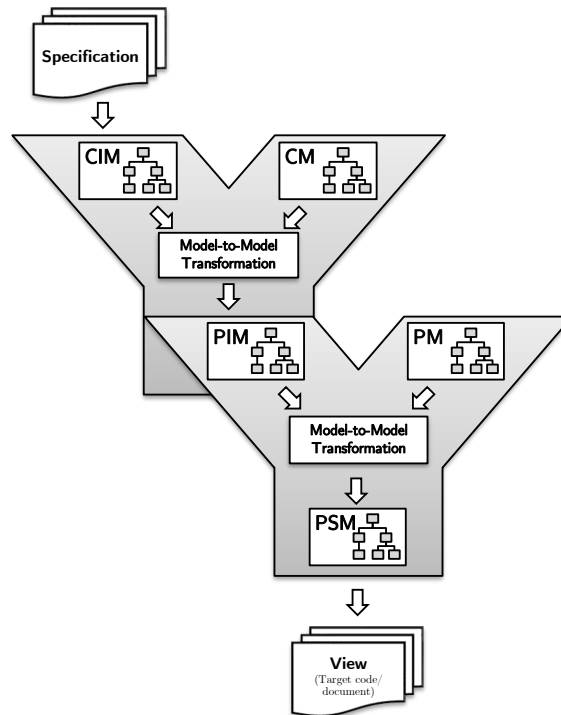 Specification
CIM
CM
Model-to-Model
Transformation
PIM
PM
Model-to-Model
Transformation
PSM
View
(Target code/
document)